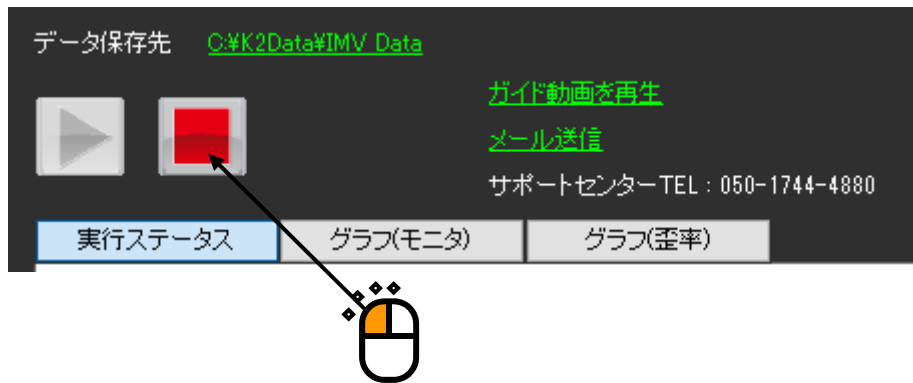 データ保存先 C:¥K2Data¥IMV_Data
ガイド動画を再生
メール送信
サポートセンターTEL:050-1744-4880
実行ステータス グラフ(モニタ) グラフ(歪率)